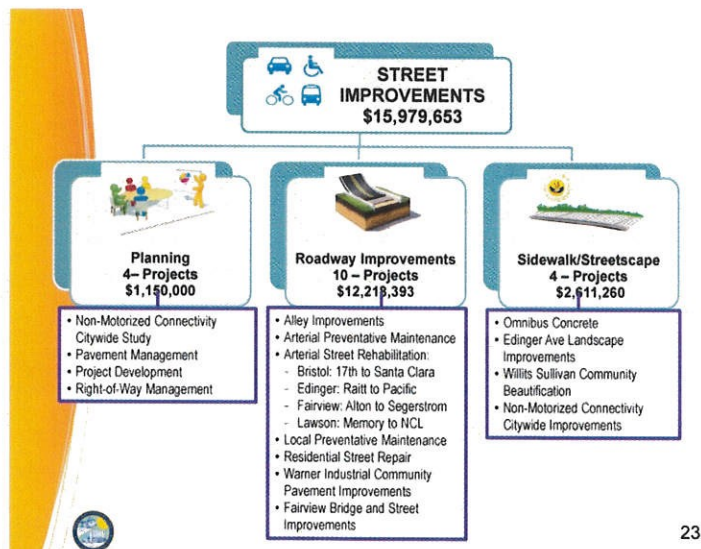 STREET
IMPROVEMENTS
$15,979,653
Planning
4– Projects
$1,150,000
• Non-Motorized Connectivity
Citywide Study
• Pavement Management
• Project Development
• Right-of-Way Management
Roadway Improvements
10 – Projects
$12,218,393
• Alley Improvements
• Arterial Preventative Maintenance
• Arterial Street Rehabilitation:
- Bristol: 17th to Santa Clara
- Edinger: Raitt to Pacific
- Fairview: Alton to Segerstrom
- Lawson: Memory to NCL
• Local Preventative Maintenance
• Residential Street Repair
• Warner Industrial Community
Pavement Improvements
• Fairview Bridge and Street
Improvements
Sidewalk/Streetscape
4 – Projects
$2,611,260
• Omnibus Concrete
• Edinger Ave Landscape
Improvements
• Willits Sullivan Community
Beautification
• Non-Motorized Connectivity
Citywide Improvements
23